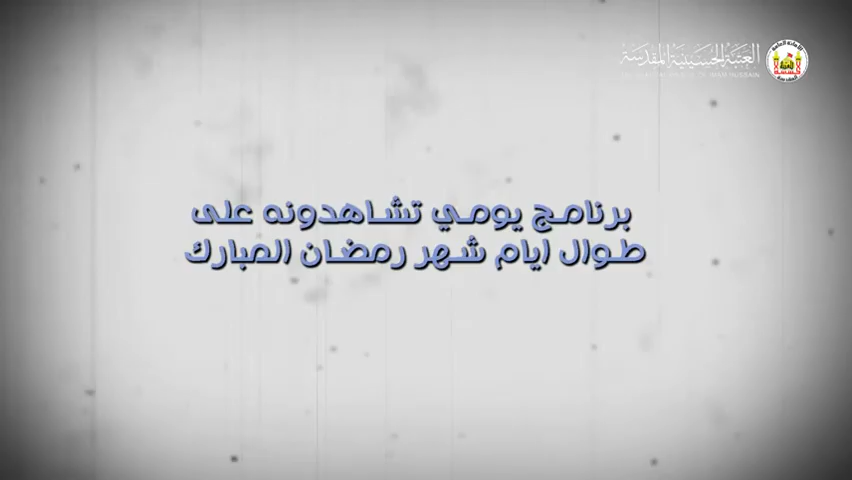 العتبة الحسينية المقدسة
برنامج يومي تشاهدونه على
طوال ايام شهر رمضان المبارك